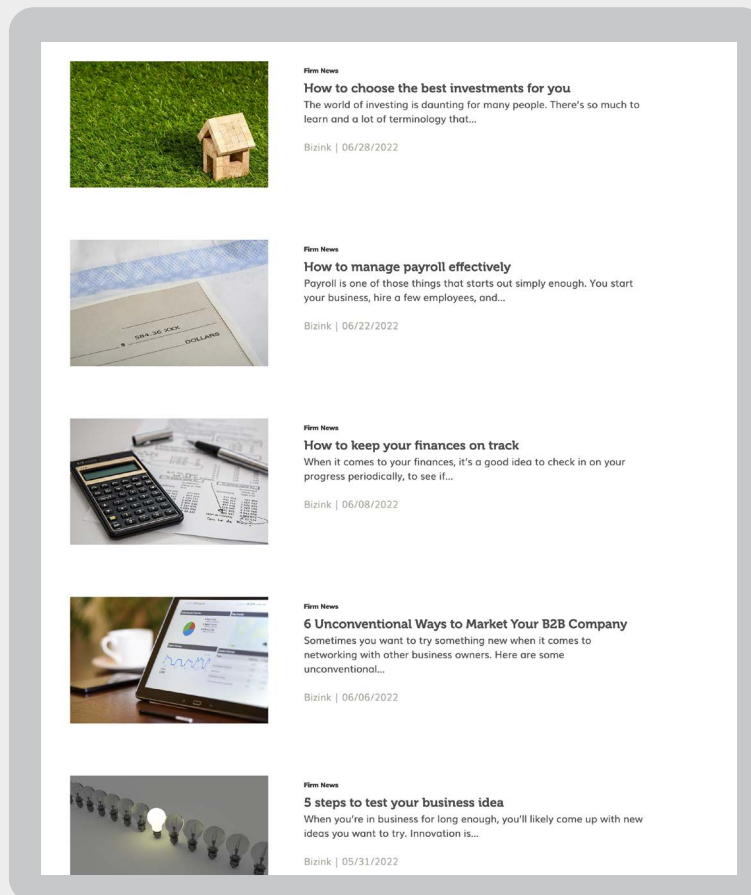 Firm News
How to choose the best investments for you
The world of investing is daunting for many people. There's so much to
learn and a lot of terminology that...
Bizink | 06/28/2022
$ 584.36 XXX
DOLLARS
Firm News
How to manage payroll effectively
Payroll is one of those things that starts out simply enough. You start
your business, hire a few employees, and...
Bizink | 06/22/2022
Firm News
How to keep your finances on track
When it comes to your finances, it's a good idea to check in on your
progress periodically, to see if...
Bizink | 06/08/2022
Firm News
6 Unconventional Ways to Market Your B2B Company
Sometimes you want to try something new when it comes to
networking with other business owners. Here are some
unconventional...
Bizink | 06/06/2022
Firm News
5 steps to test your business idea
When you're in business for long enough, you'll likely come up with new
ideas you want to try. Innovation is...
Bizink | 05/31/2022